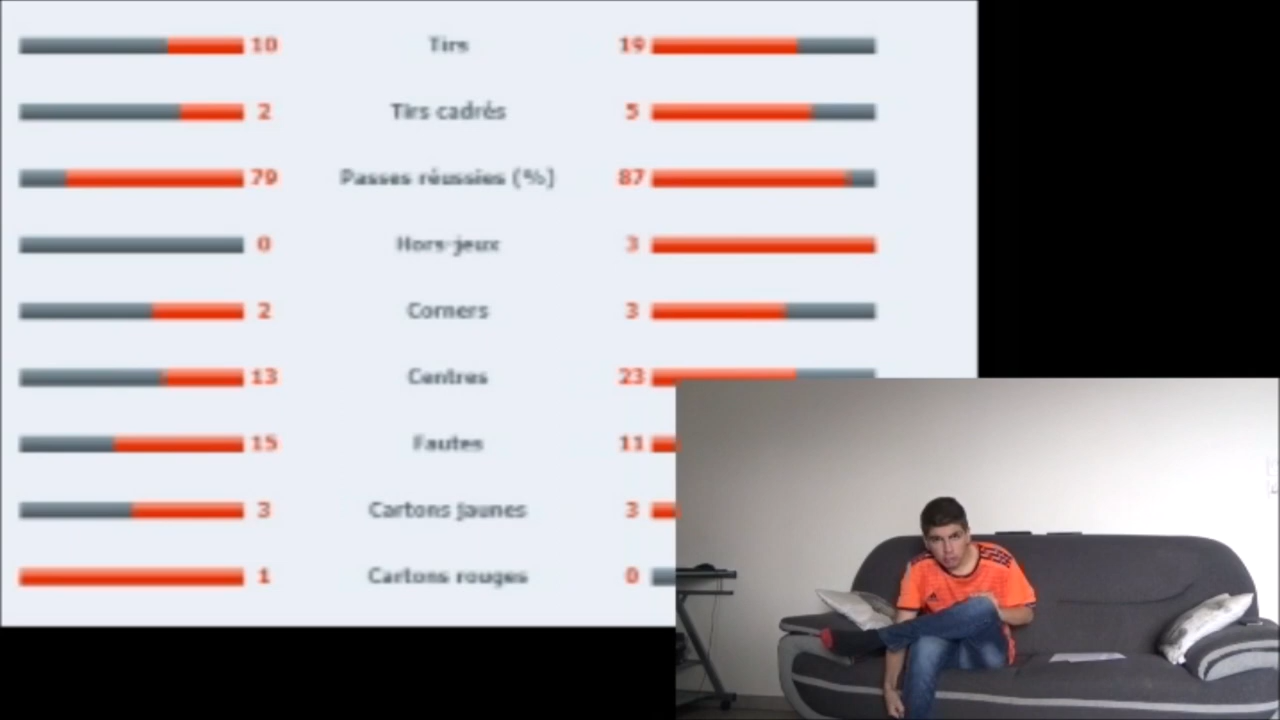 10 Tirs 19
2 Tirs cadrés 5
79 Passes réussies (%) 87
0 Hors-jeux 3
2 Corners 3
13 Centres 23
15 Fautes 11
3 Cartons jaunes 3
1 Cartons rouges 0